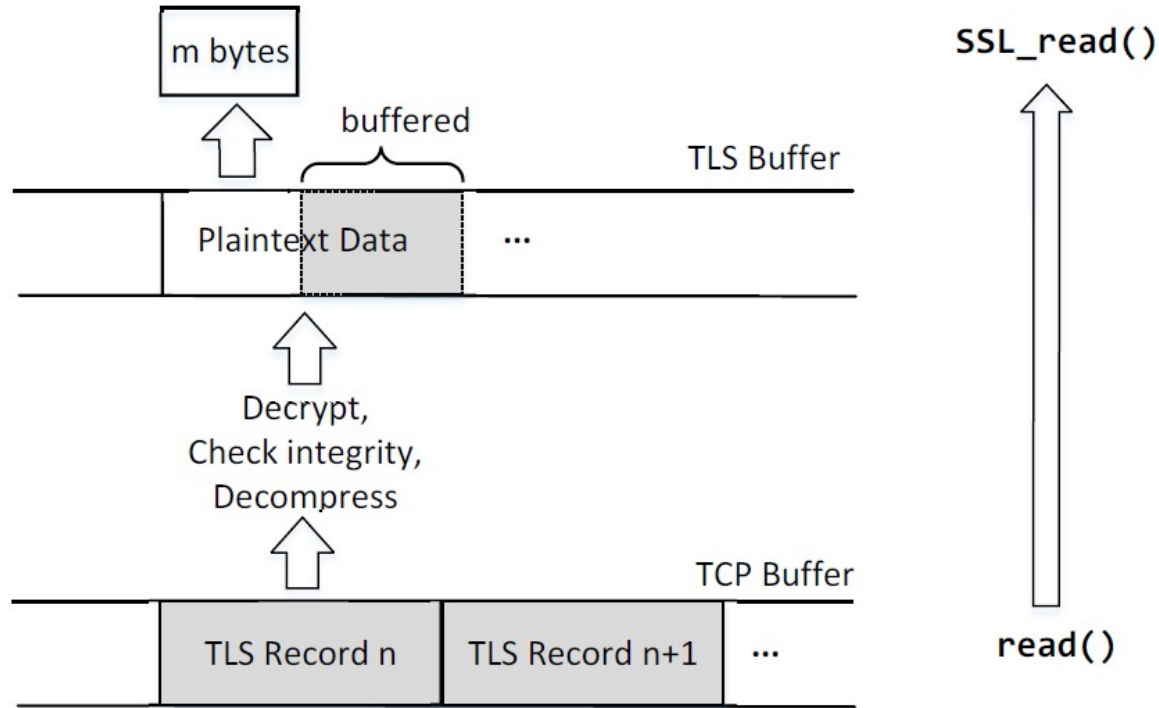 m bytes
SSL_read()
buffered
TLS Buffer
Plaintext Data
...
Decrypt,
Check integrity,
Decompress
TCP Buffer
TLS Record n
TLS Record n+1
...
read()